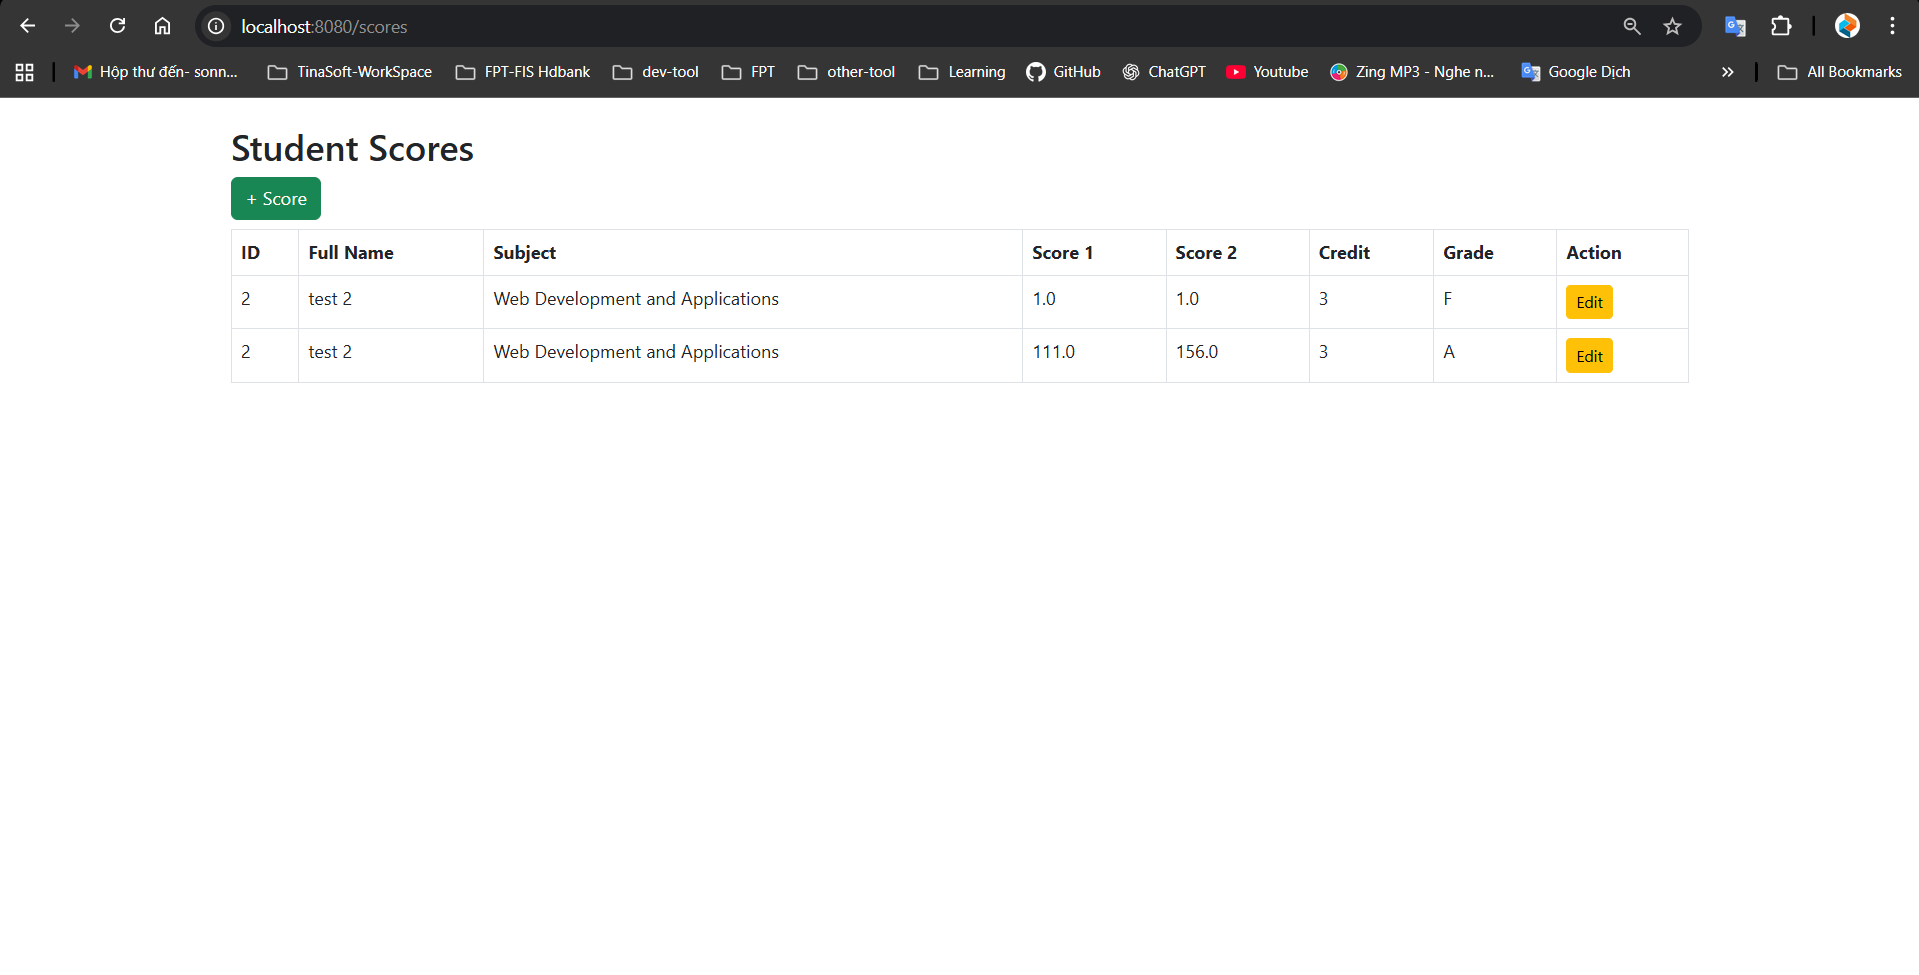 localhost:8080/scores
Hộp thư đến- sonn... TinaSoft-WorkSpace FPT-FIS Hdbank dev-tool FPT other-tool Learning GitHub ChatGPT Youtube Zing MP3 - Nghe n... Google Dịch » All Bookmarks
Student Scores
+ Score
ID Full Name Subject Score 1 Score 2 Credit Grade Action
2 test 2 Web Development and Applications 1.0 1.0 3 F Edit
2 test 2 Web Development and Applications 111.0 156.0 3 A Edit